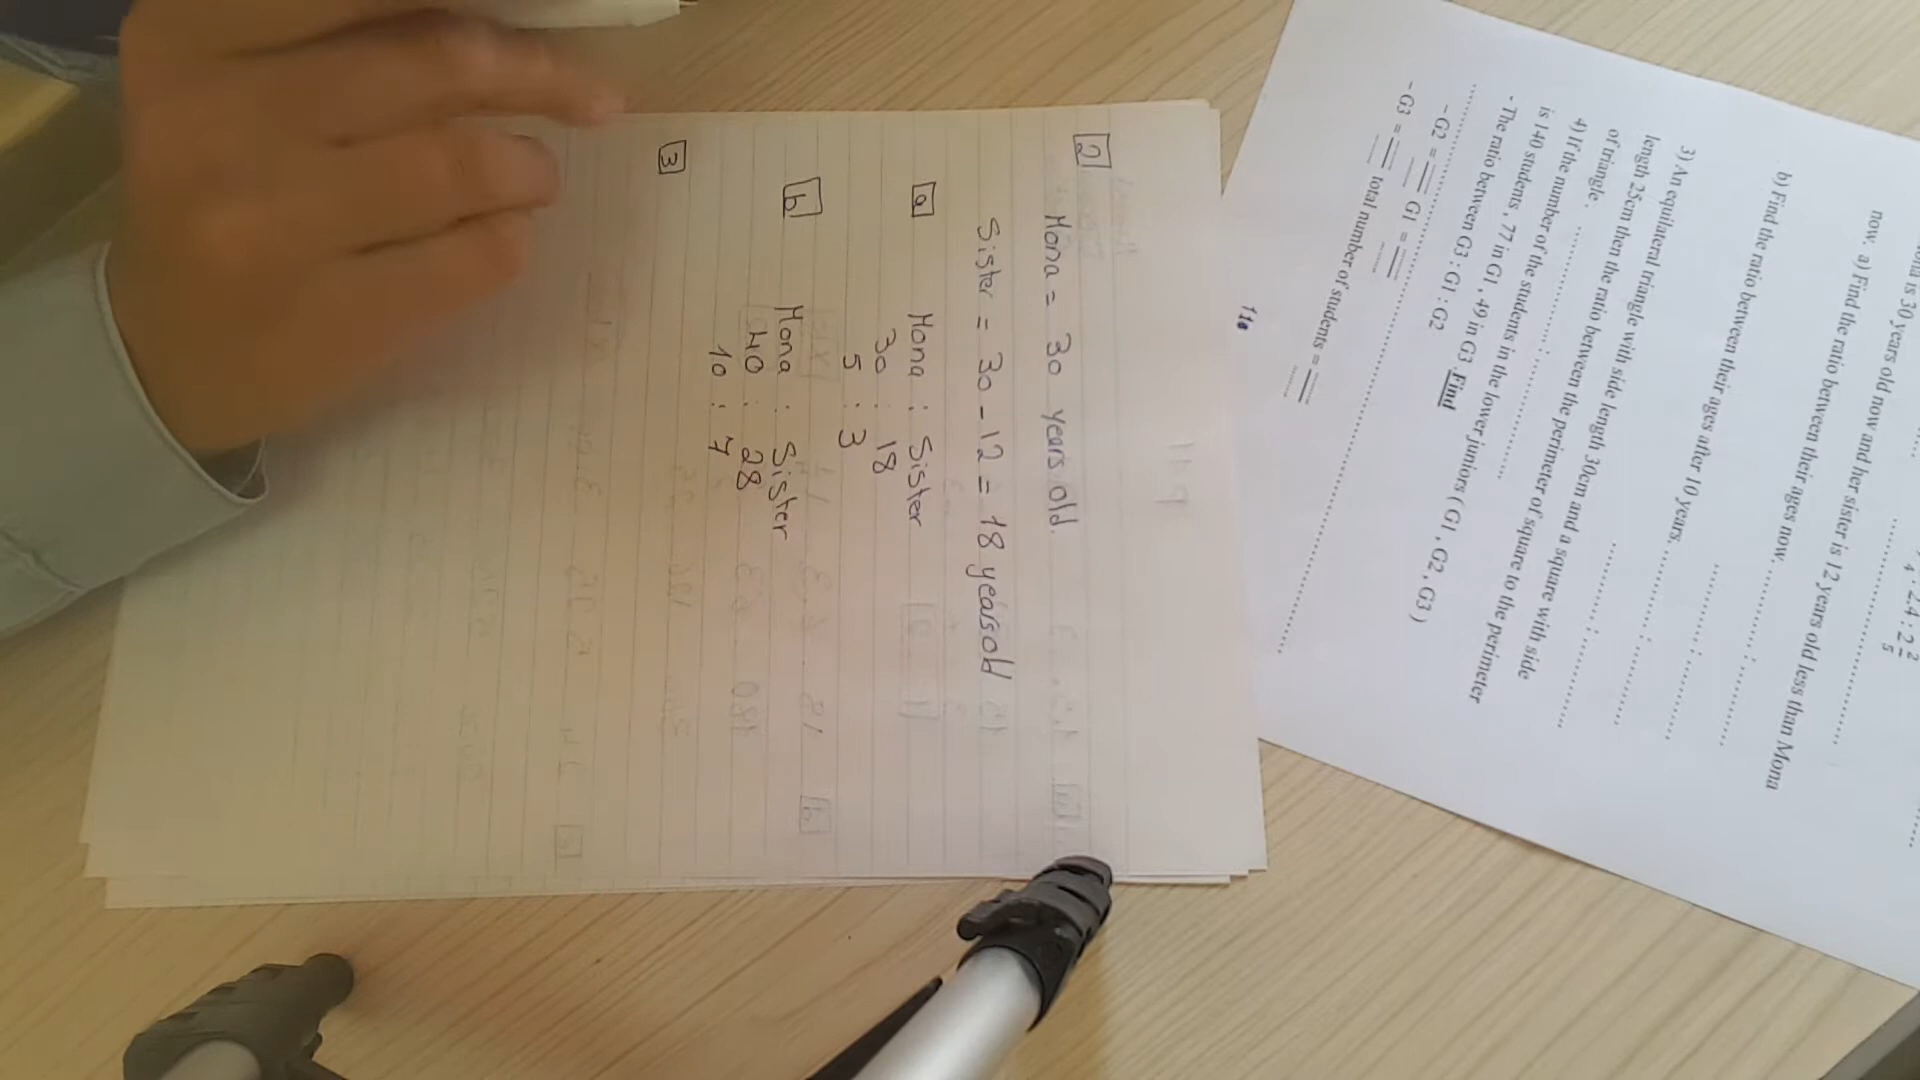 2
Mona = 30 years old.
Sister = 30 - 12 = 18 years old
a
Mona : Sister
30 : 18
5 : 3
b
Mona : Sister
40 : 28
10 : 7
3
is 30 years old now and her sister is 12 years old less than Mona
now. a) Find the ratio between their ages now.
b) Find the ratio between their ages after 10 years.
3) An equilateral triangle with side length 30cm and a square with side
length 25cm then the ratio between the perimeter of square to the perimeter
of triangle.
4) If the number of the students in the lower juniors ( G1 , G2 , G3 )
is 140 students , 77 in G1 , 49 in G3 Find
- The ratio between G3 : G1 : G2
- G2 = G1 =
- G3 = total number of students =